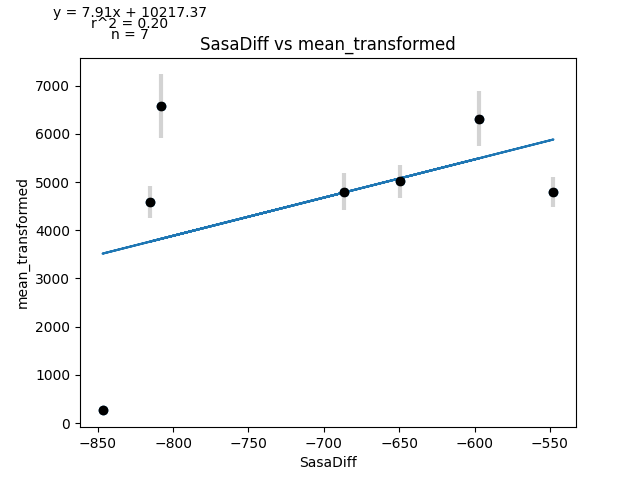 y = 7.91x + 10217.37
r^2 = 0.20
n = 7
SasaDiff vs mean_transformed
mean_transformed
7000
6000
5000
4000
3000
2000
1000
0
−850 −800 −750 −700 −650 −600 −550
SasaDiff